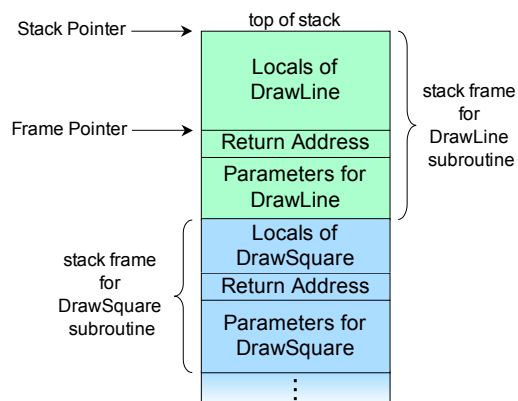 Stack Pointer
top of stack
Locals of
DrawLine
stack frame
for
DrawLine
subroutine
Frame Pointer
Return Address
Parameters for
DrawLine
Locals of
DrawSquare
stack frame
for
DrawSquare
subroutine
Return Address
Parameters for
DrawSquare